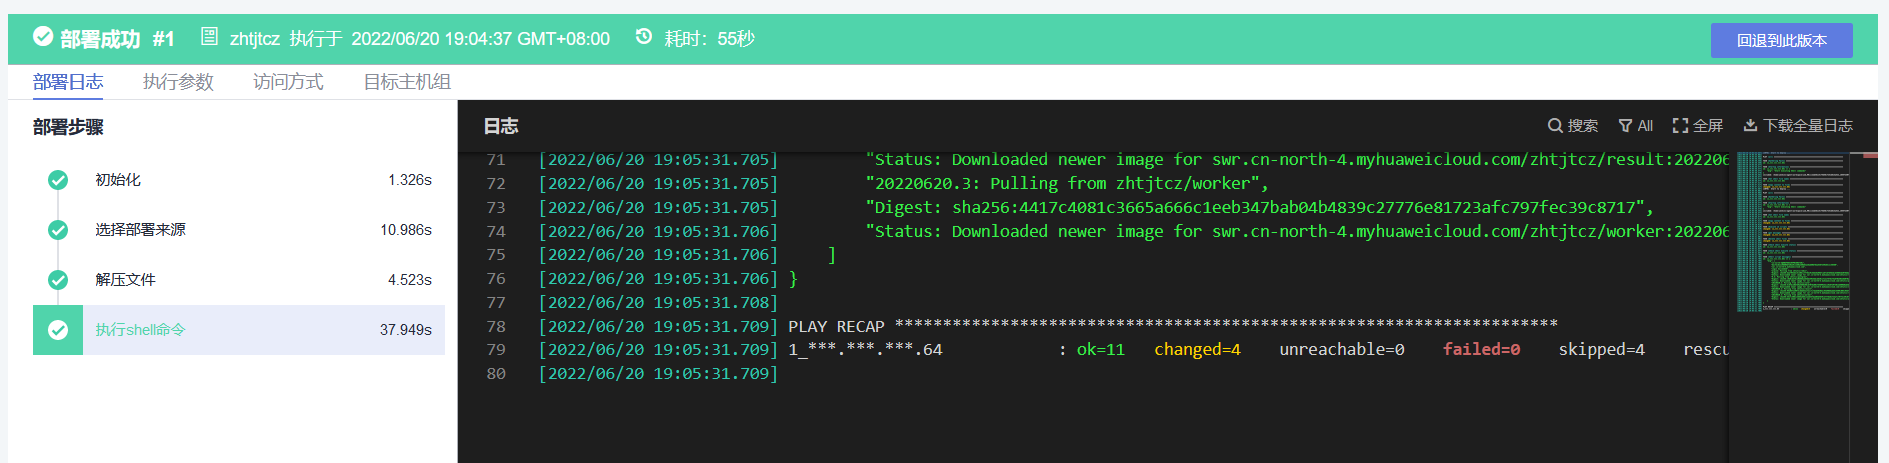 部署成功 #1 zhtjtcz 执行于 2022/06/20 19:04:37 GMT+08:00 耗时：55秒 回退到此版本
部署日志 执行参数 访问方式 目标主机组
部署步骤
初始化 1.326s
选择部署来源 10.986s
解压文件 4.523s
执行shell命令 37.949s
日志 搜索 All 全屏 下载全量日志
71 [2022/06/20 19:05:31.705] "Status: Downloaded newer image for swr.cn-north-4.myhuaweicloud.com/zhtjtcz/result:202206
72 [2022/06/20 19:05:31.705] "20220620.3: Pulling from zhtjtcz/worker",
73 [2022/06/20 19:05:31.705] "Digest: sha256:4417c4081c3665a666c1eeb347bab04b4839c27776e81723afc797fec39c8717",
74 [2022/06/20 19:05:31.706] "Status: Downloaded newer image for swr.cn-north-4.myhuaweicloud.com/zhtjtcz/worker:202206
75 [2022/06/20 19:05:31.706] ]
76 [2022/06/20 19:05:31.706] }
77 [2022/06/20 19:05:31.708]
78 [2022/06/20 19:05:31.709] PLAY RECAP *********************************************************************
79 [2022/06/20 19:05:31.709] 1_***.***.***.64 : ok=11 changed=4 unreachable=0 failed=0 skipped=4 rescu
80 [2022/06/20 19:05:31.709]